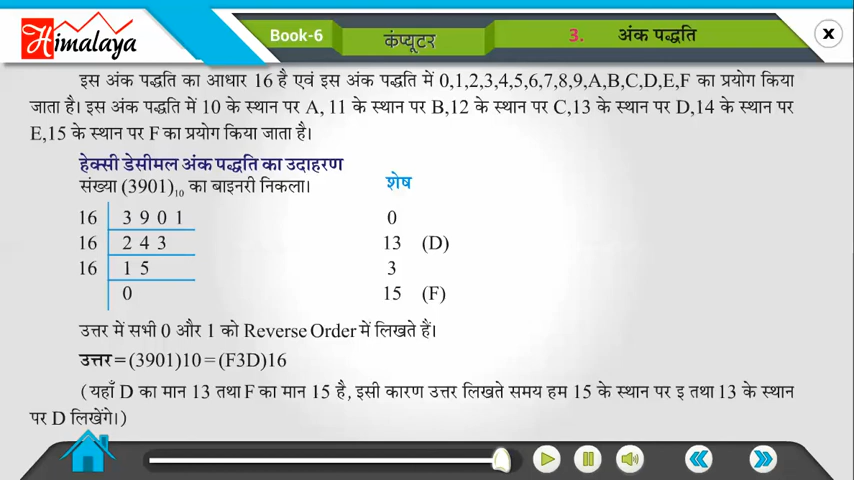 Himalaya
Book-6 कंप्यूटर 3. अंक पद्धति X
इस अंक पद्धति का आधार 16 है एवं इस अंक पद्धति में 0,1,2,3,4,5,6,7,8,9,A,B,C,D,E,F का प्रयोग किया
जाता है। इस अंक पद्धति में 10 के स्थान पर A, 11 के स्थान पर B,12 के स्थान पर C,13 के स्थान पर D,14 के स्थान पर
E,15 के स्थान पर F का प्रयोग किया जाता है।
हेक्सी डेसीमल अंक पद्धति का उदाहरण
संख्या (3901)10 का बाइनरी निकला। शेष
16 3 9 0 1 0
16 2 4 3 13 (D)
16 1 5 3
0 15 (F)
उत्तर में सभी 0 और 1 को Reverse Order में लिखते हैं।
उत्तर = (3901)10 = (F3D)16
(यहाँ D का मान 13 तथा F का मान 15 है, इसी कारण उत्तर लिखते समय हम 15 के स्थान पर इ तथा 13 के स्थान
पर D लिखेंगे।)